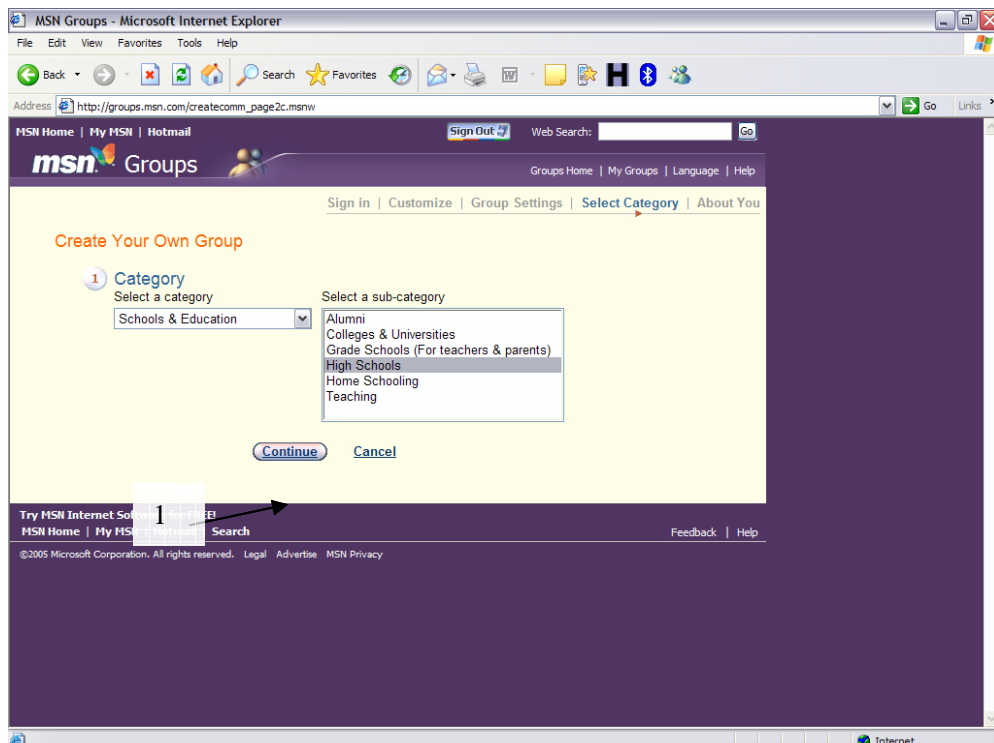 MSN Groups - Microsoft Internet Explorer
File Edit View Favorites Tools Help
Back Search Favorites
Address http://groups.msn.com/createcomm_page2c.msnw Go Links
MSN Home | My MSN | Hotmail Sign Out Web Search: Go
msn Groups
Groups Home | My Groups | Language | Help
Sign in | Customize | Group Settings | Select Category | About You
Create Your Own Group
1 Category
Select a category Select a sub-category
Schools & Education
Alumni
Colleges & Universities
Grade Schools (For teachers & parents)
High Schools
Home Schooling
Teaching
Continue Cancel
1
Try MSN Internet Software for FREE!
MSN Home | My MSN | Hotmail | Search Feedback | Help
©2005 Microsoft Corporation. All rights reserved. Legal Advertise MSN Privacy
Internet